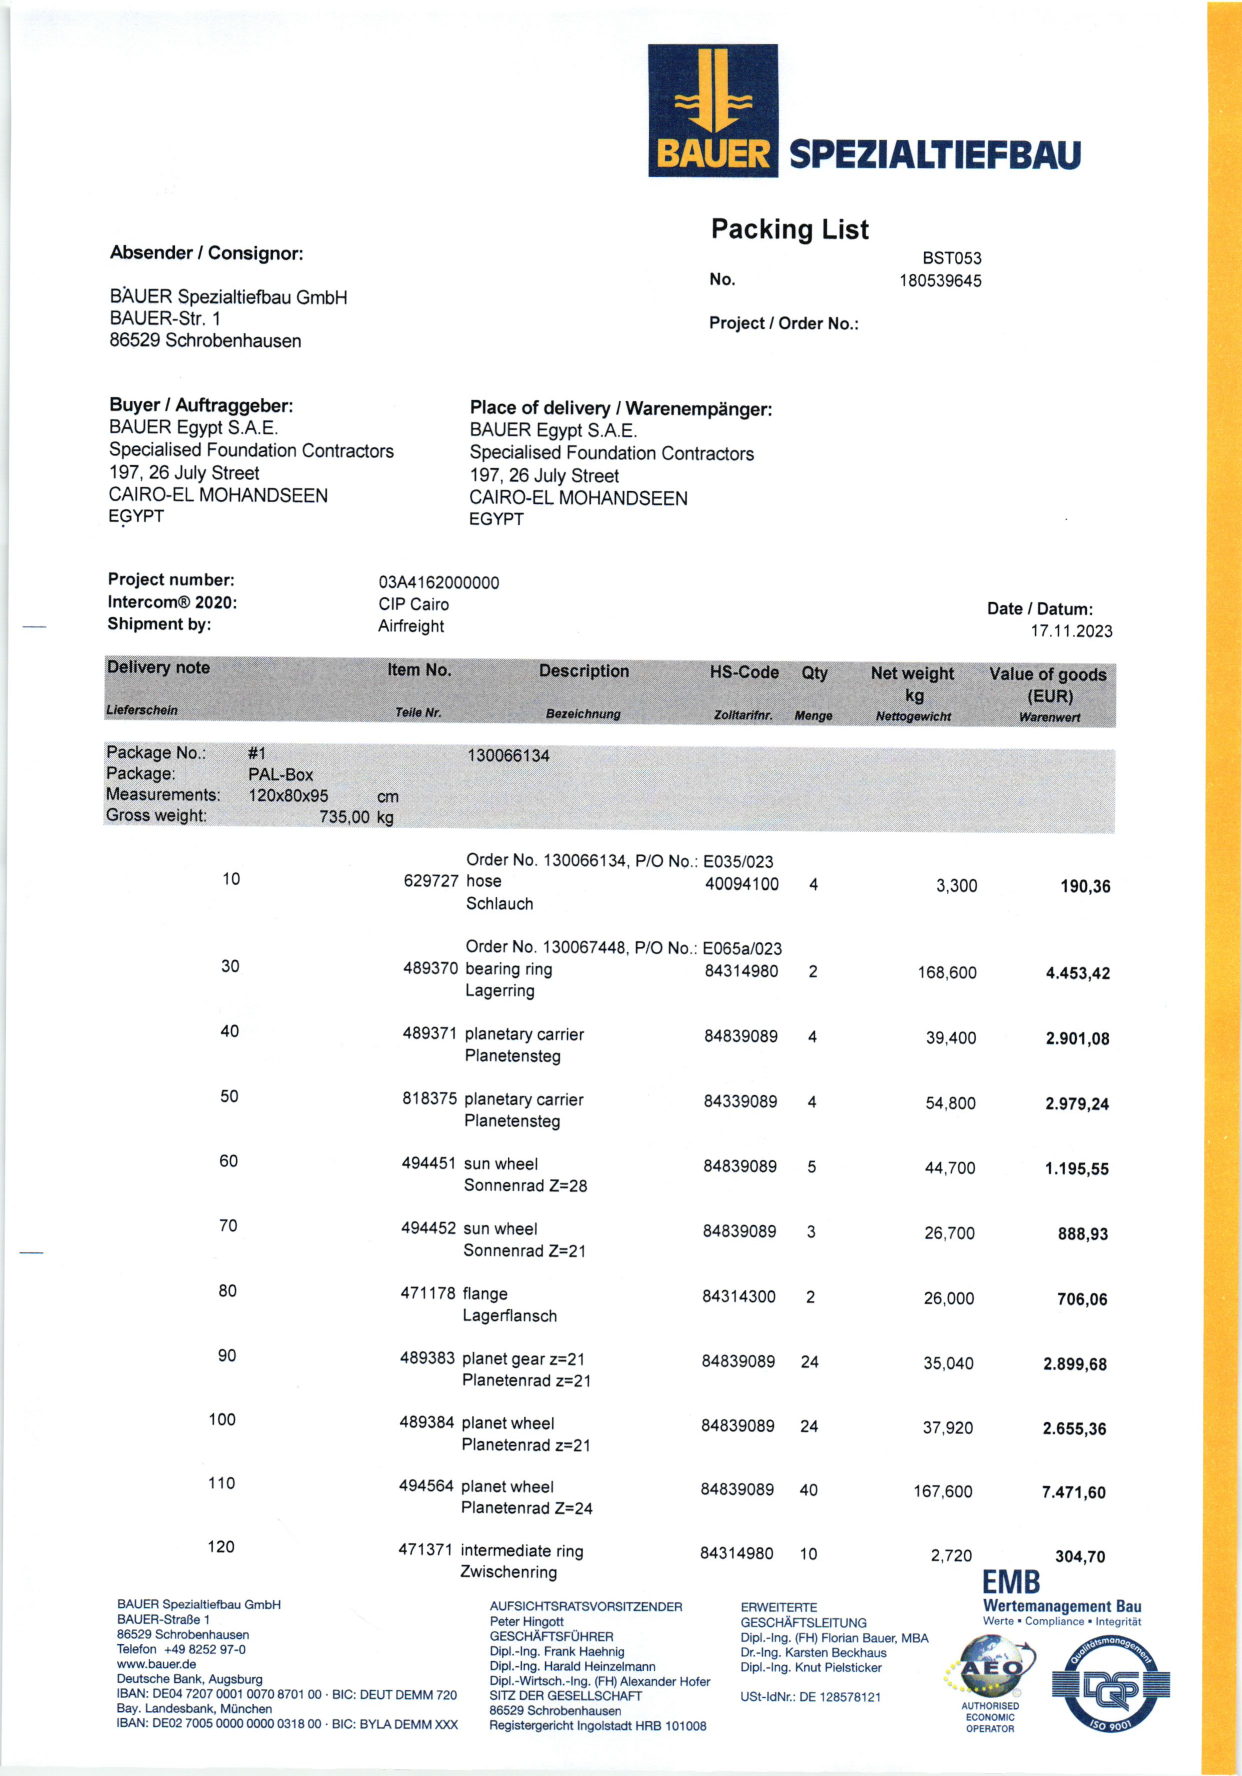 BAUER SPEZIALTIEFBAU
Packing List
BST053
No. 180539645
Project / Order No.:
Absender / Consignor:
BAUER Spezialtiefbau GmbH
BAUER-Str. 1
86529 Schrobenhausen
Buyer / Auftraggeber:
BAUER Egypt S.A.E.
Specialised Foundation Contractors
197, 26 July Street
CAIRO-EL MOHANDSEEN
EGYPT
Place of delivery / Warenempänger:
BAUER Egypt S.A.E.
Specialised Foundation Contractors
197, 26 July Street
CAIRO-EL MOHANDSEEN
EGYPT
Project number: 03A4162000000
Intercom® 2020: CIP Cairo
Shipment by: Airfreight
Date / Datum:
17.11.2023
Delivery note Item No. Description HS-Code Qty Net weight Value of goods
kg (EUR)
Lieferschein Teile Nr. Bezeichnung Zolltarifnr. Menge Nettogewicht Warenwert
Package No.: #1 130066134
Package: PAL-Box
Measurements: 120x80x95 cm
Gross weight: 735,00 kg
Order No. 130066134, P/O No.: E035/023
10 629727 hose 40094100 4 3,300 190,36
Schlauch
Order No. 130067448, P/O No.: E065a/023
30 489370 bearing ring 84314980 2 168,600 4.453,42
Lagerring
40 489371 planetary carrier 84839089 4 39,400 2.901,08
Planetensteg
50 818375 planetary carrier 84339089 4 54,800 2.979,24
Planetensteg
60 494451 sun wheel 84839089 5 44,700 1.195,55
Sonnenrad Z=28
70 494452 sun wheel 84839089 3 26,700 888,93
Sonnenrad Z=21
80 471178 flange 84314300 2 26,000 706,06
Lagerflansch
90 489383 planet gear z=21 84839089 24 35,040 2.899,68
Planetenrad z=21
100 489384 planet wheel 84839089 24 37,920 2.655,36
Planetenrad z=21
110 494564 planet wheel 84839089 40 167,600 7.471,60
Planetenrad Z=24
120 471371 intermediate ring 84314980 10 2,720 304,70
Zwischenring
BAUER Spezialtiefbau GmbH
BAUER-Straße 1
86529 Schrobenhausen
Telefon +49 8252 97-0
www.bauer.de
Deutsche Bank, Augsburg
IBAN: DE04 7207 0001 0070 8701 00 · BIC: DEUT DEMM 720
Bay. Landesbank, München
IBAN: DE02 7005 0000 0000 0318 00 · BIC: BYLA DEMM XXX
AUFSICHTSRATSVORSITZENDER
Peter Hingott
GESCHÄFTSFÜHRER
Dipl.-Ing. Frank Haehnig
Dipl.-Ing. Harald Heinzelmann
Dipl.-Wirtsch.-Ing. (FH) Alexander Hofer
SITZ DER GESELLSCHAFT
86529 Schrobenhausen
Registergericht Ingolstadt HRB 101008
ERWEITERTE
GESCHÄFTSLEITUNG
Dipl.-Ing. (FH) Florian Bauer, MBA
Dr.-Ing. Karsten Beckhaus
Dipl.-Ing. Knut Pielsticker
USt-IdNr.: DE 128578121
EMB
Wertemanagement Bau
Werte • Compliance • Integrität
AEO
AUTHORISED
ECONOMIC
OPERATOR
Qualitätsmanagement
DQS
ISO 9001